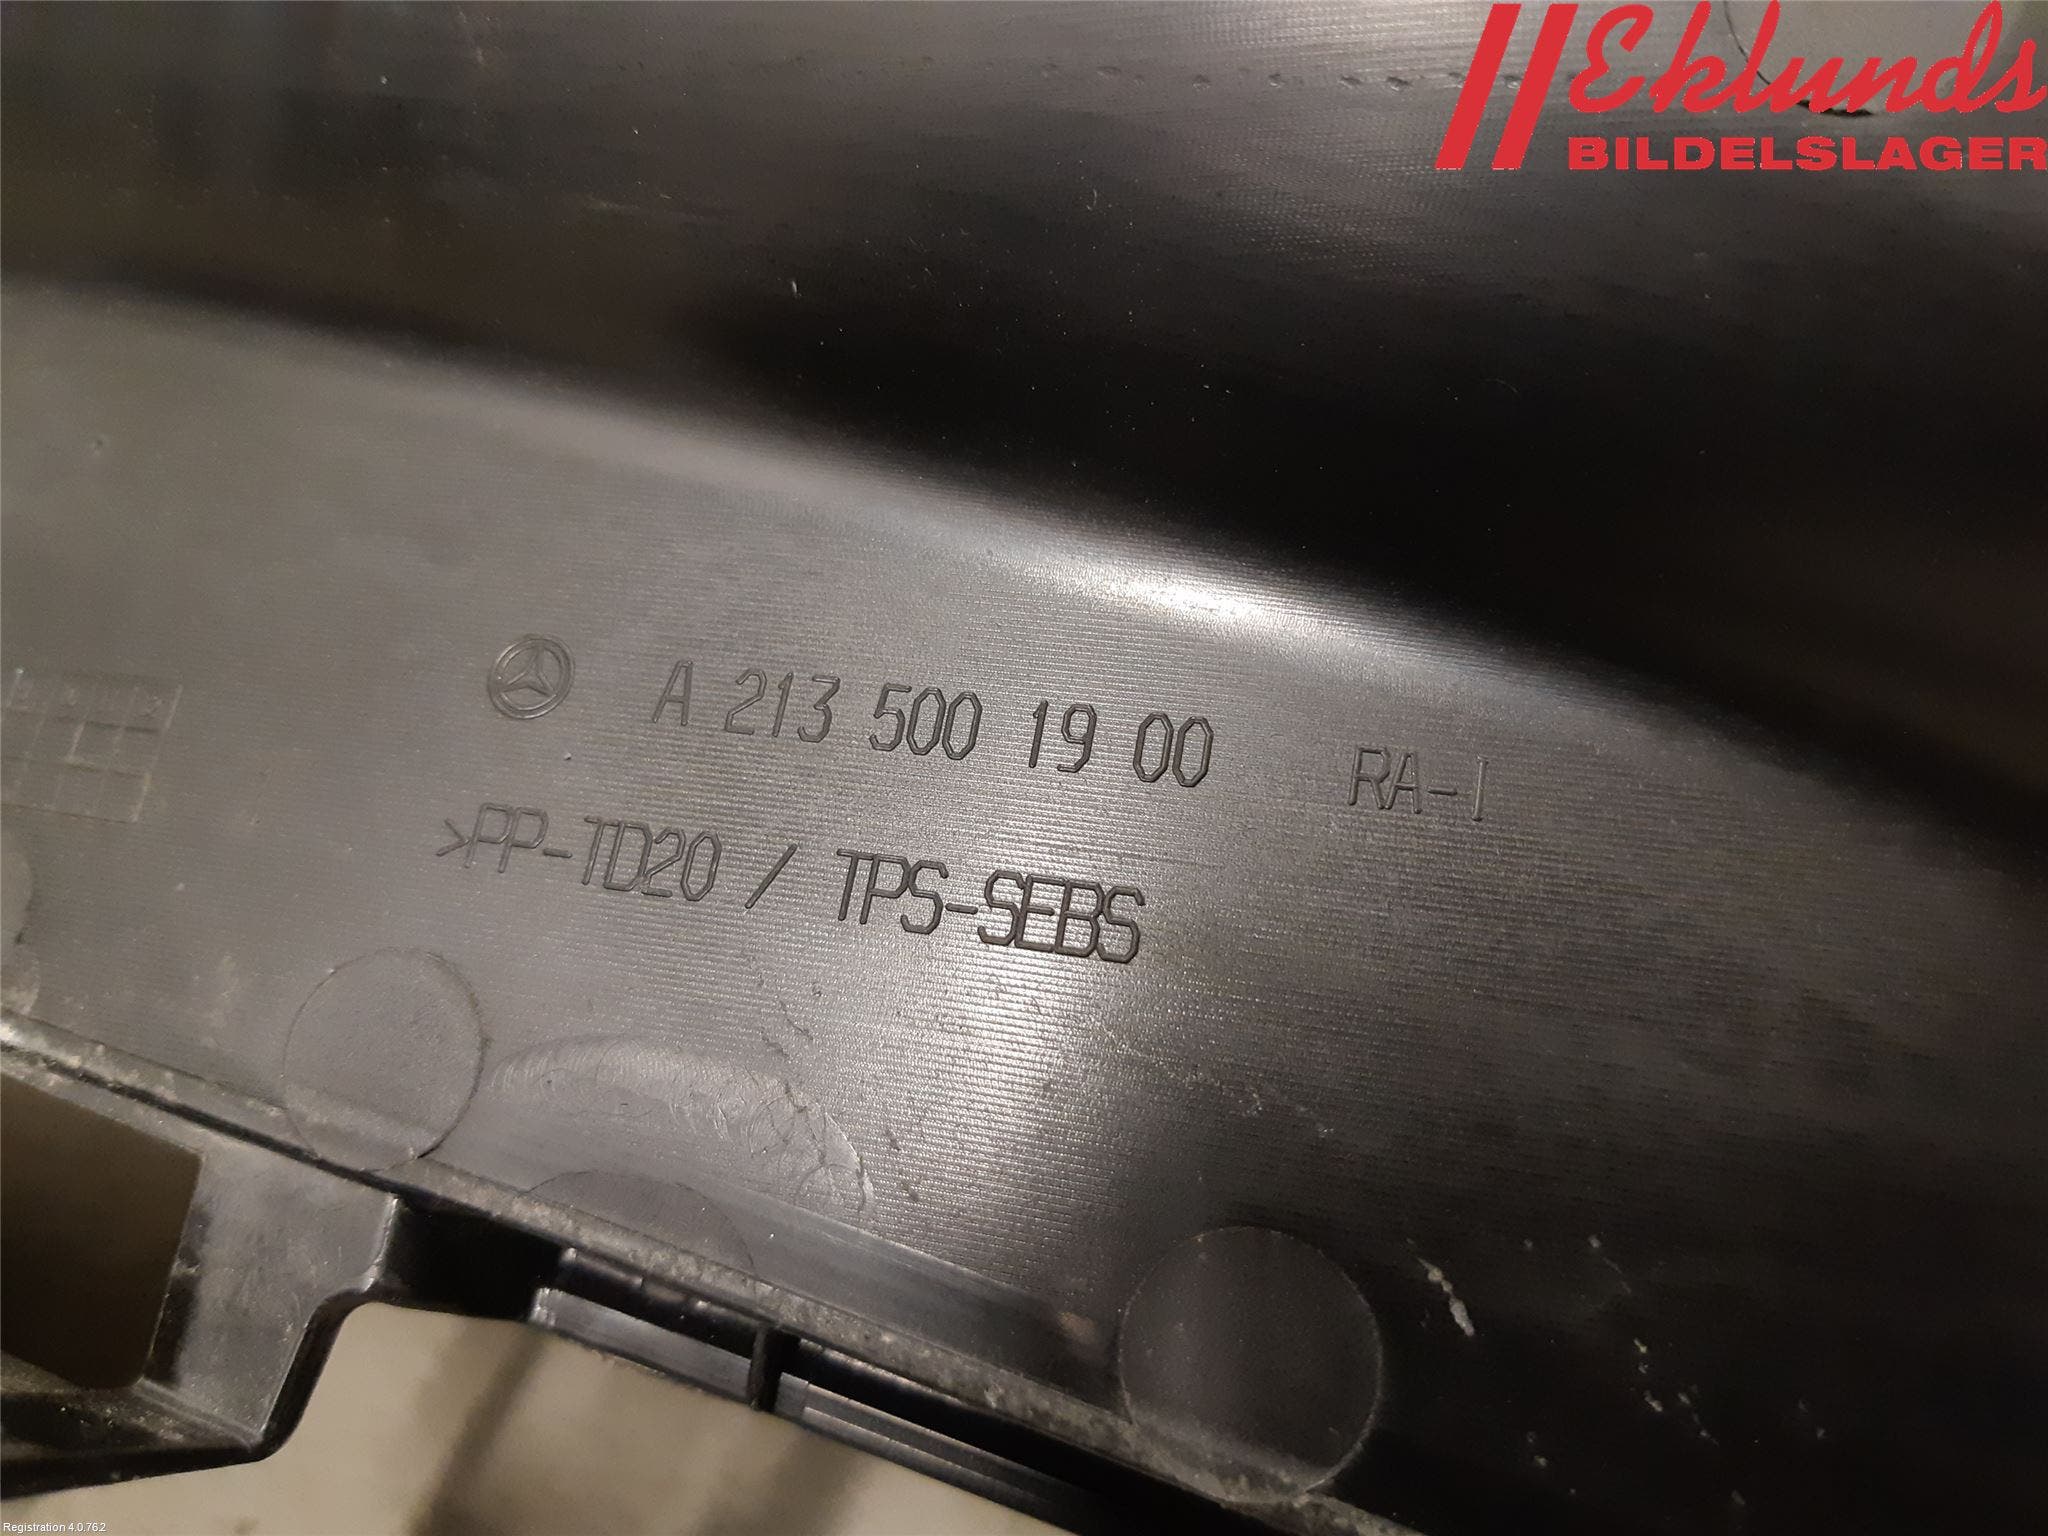 Eklunds
BILDELSLAGER
A 213 500 19 00 RA-I
>PP-TD20 / TPS-SEBS
Registration 4.0.762